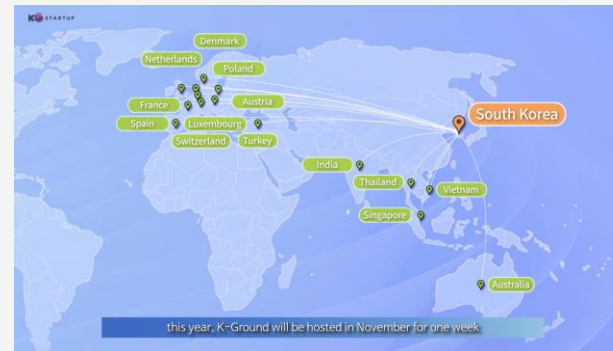 K STARTUP
Denmark
Netherlands
Poland
France
Austria
Spain
Luxembourg
Switzerland
Turkey
South Korea
India
Thailand
Vietnam
Singapore
Australia
this year, K-Ground will be hosted in November for one week